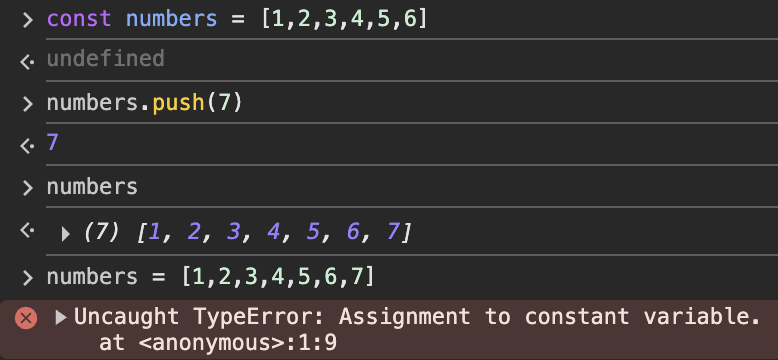 const numbers = [1,2,3,4,5,6]
undefined
numbers.push(7)
7
numbers
(7) [1, 2, 3, 4, 5, 6, 7]
numbers = [1,2,3,4,5,6,7]
Uncaught TypeError: Assignment to constant variable.
at <anonymous>:1:9